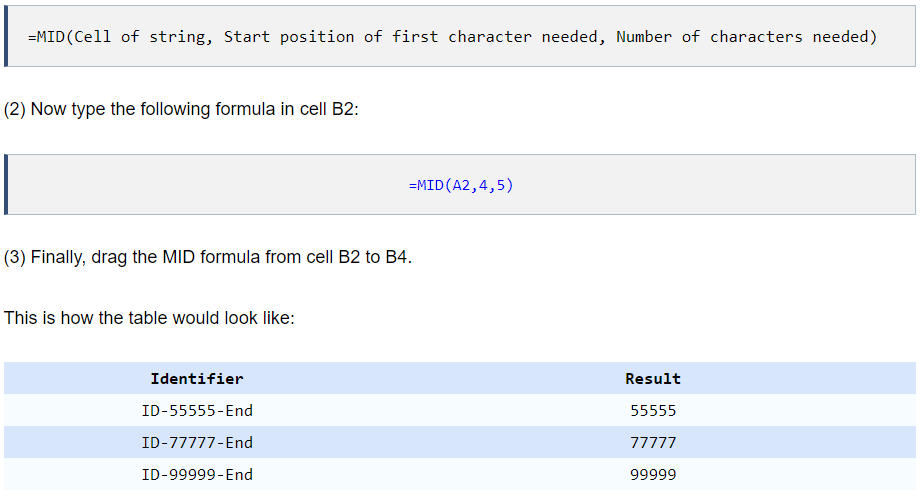 =MID(Cell of string, Start position of first character needed, Number of characters needed)
(2) Now type the following formula in cell B2:
=MID(A2,4,5)
(3) Finally, drag the MID formula from cell B2 to B4.
This is how the table would look like:
Identifier Result
ID-55555-End 55555
ID-77777-End 77777
ID-99999-End 99999